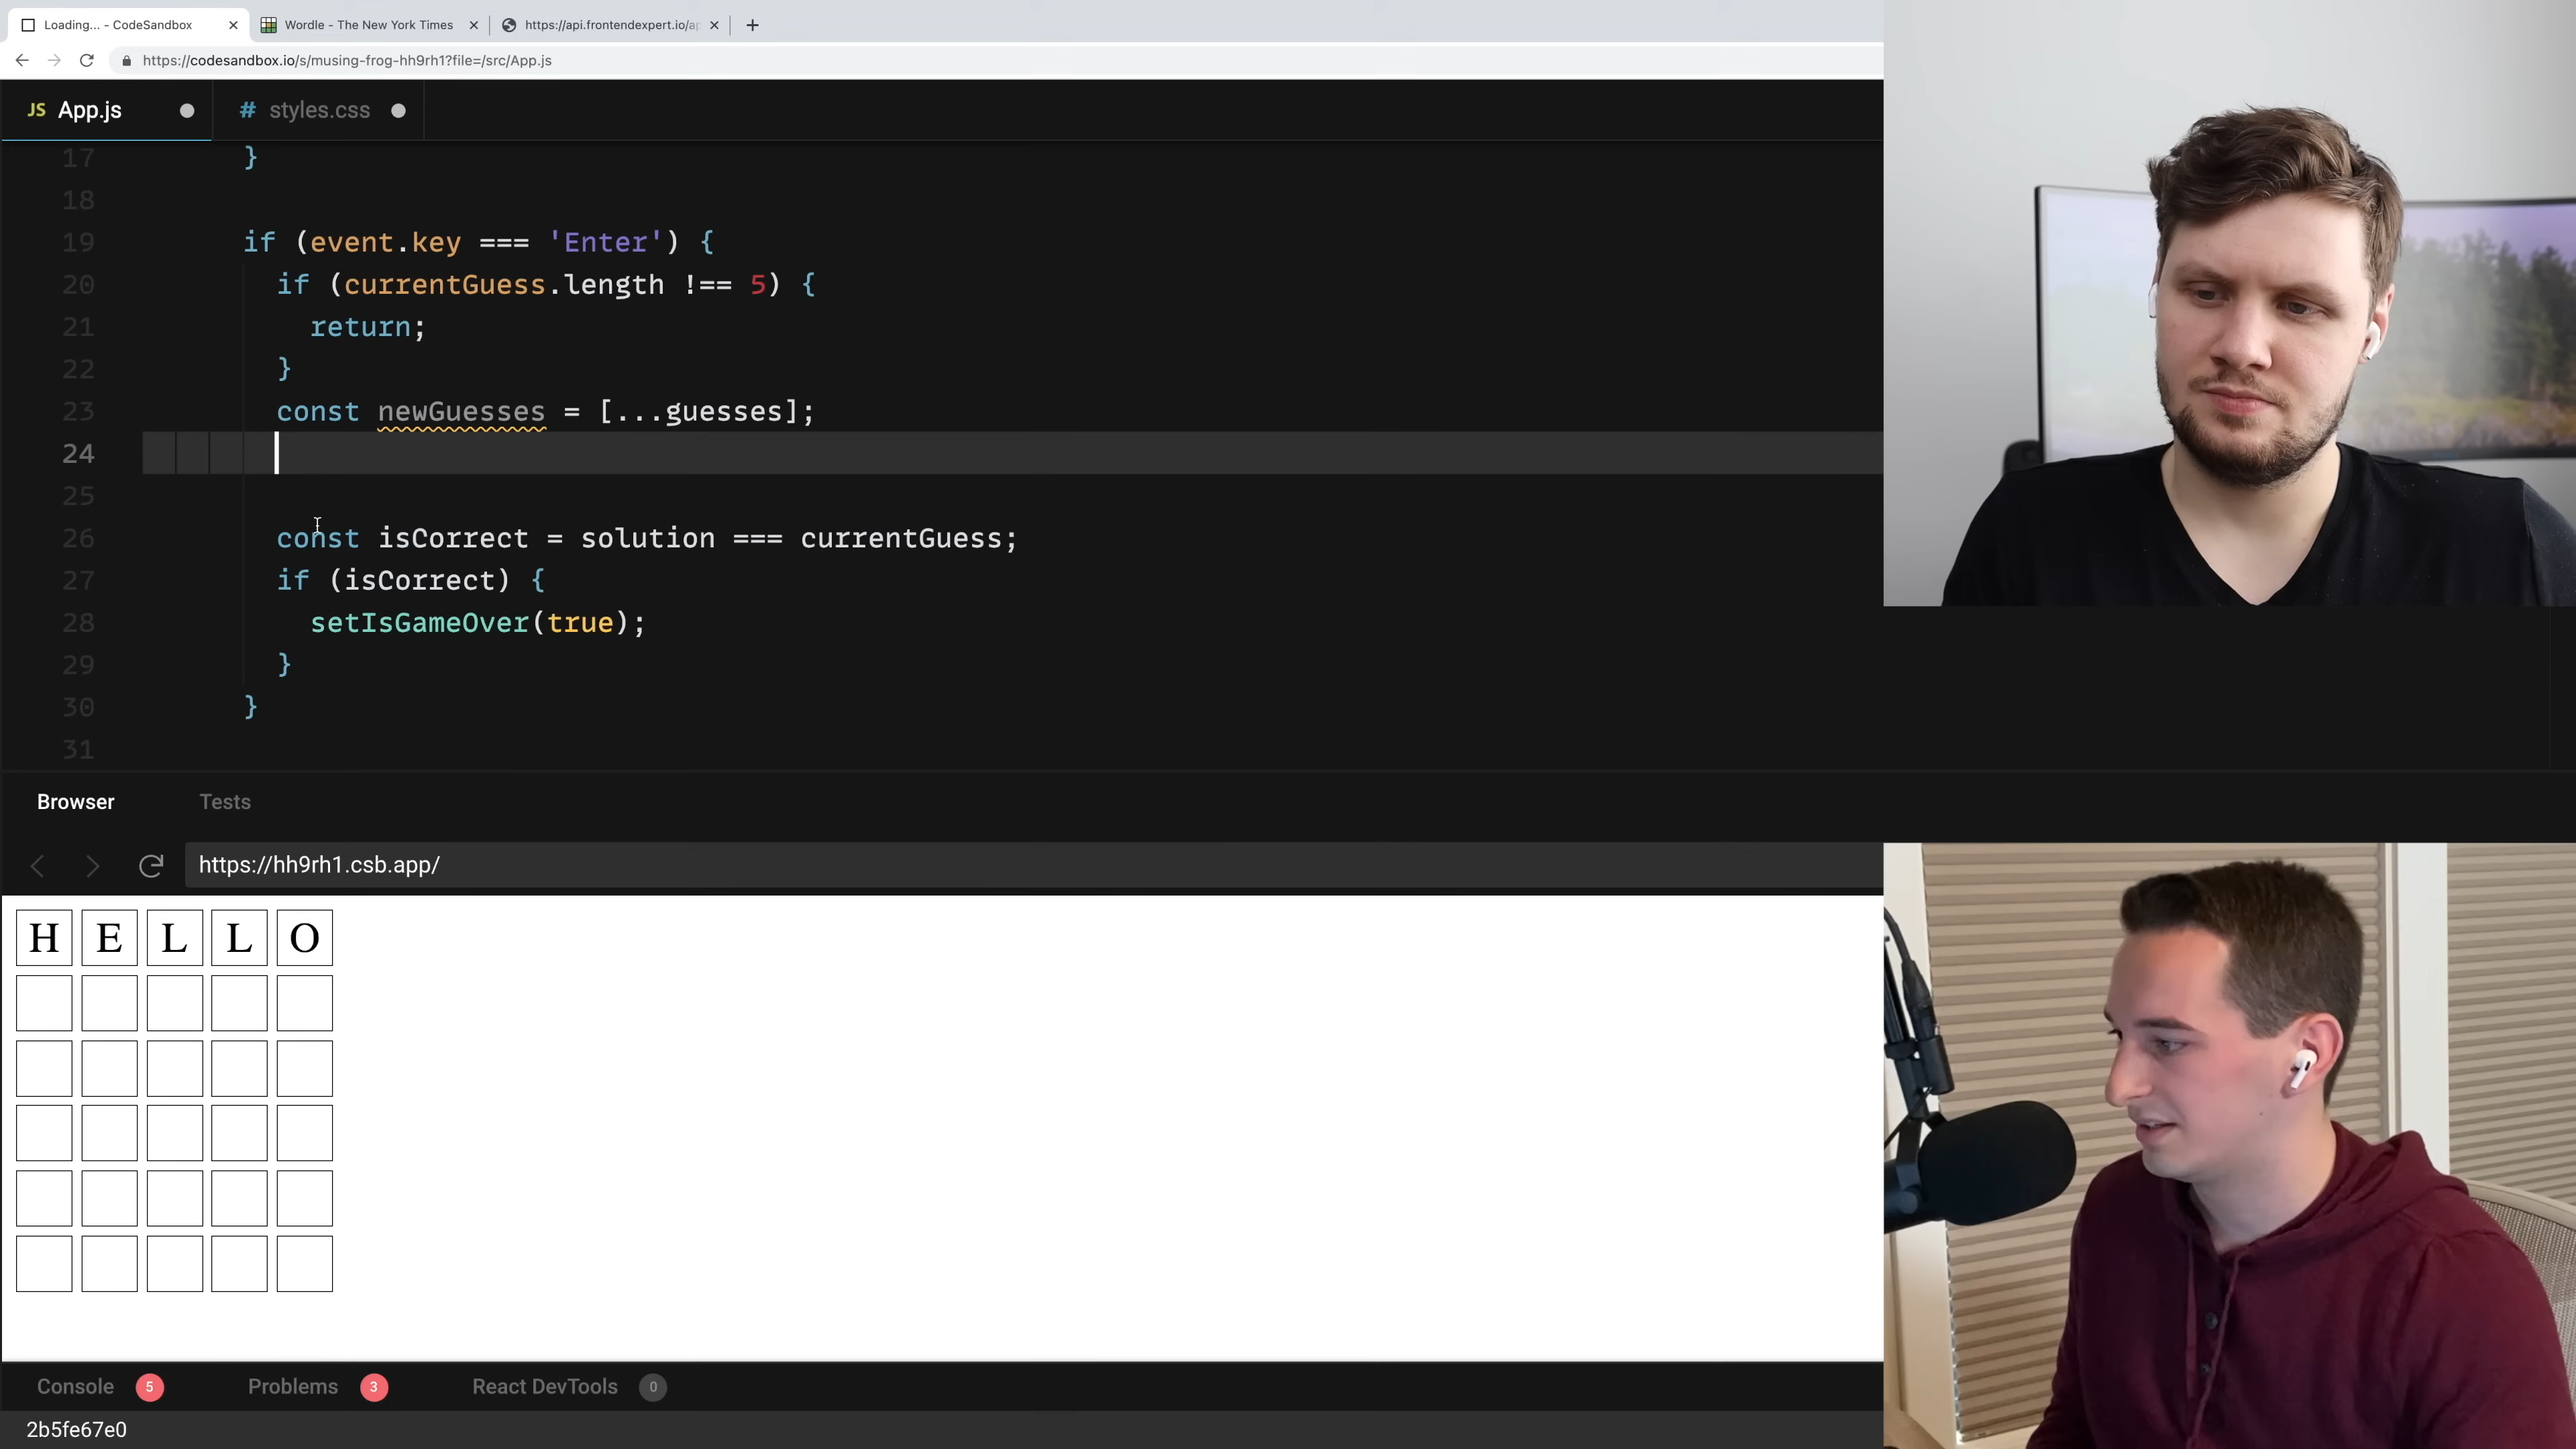 Loading... - CodeSandbox
Wordle - The New York Times
https://api.frontendexpert.io/ap
https://codesandbox.io/s/musing-frog-hh9rh1?file=/src/App.js
JS App.js
# styles.css
17 }
18
19 if (event.key === 'Enter') {
20 if (currentGuess.length !== 5) {
21 return;
22 }
23 const newGuesses = [...guesses];
24
25
26 const isCorrect = solution === currentGuess;
27 if (isCorrect) {
28 setIsGameOver(true);
29 }
30 }
31
Browser Tests
https://hh9rh1.csb.app/
H E L L O
Console 5 Problems 3 React DevTools 0
2b5fe67e0